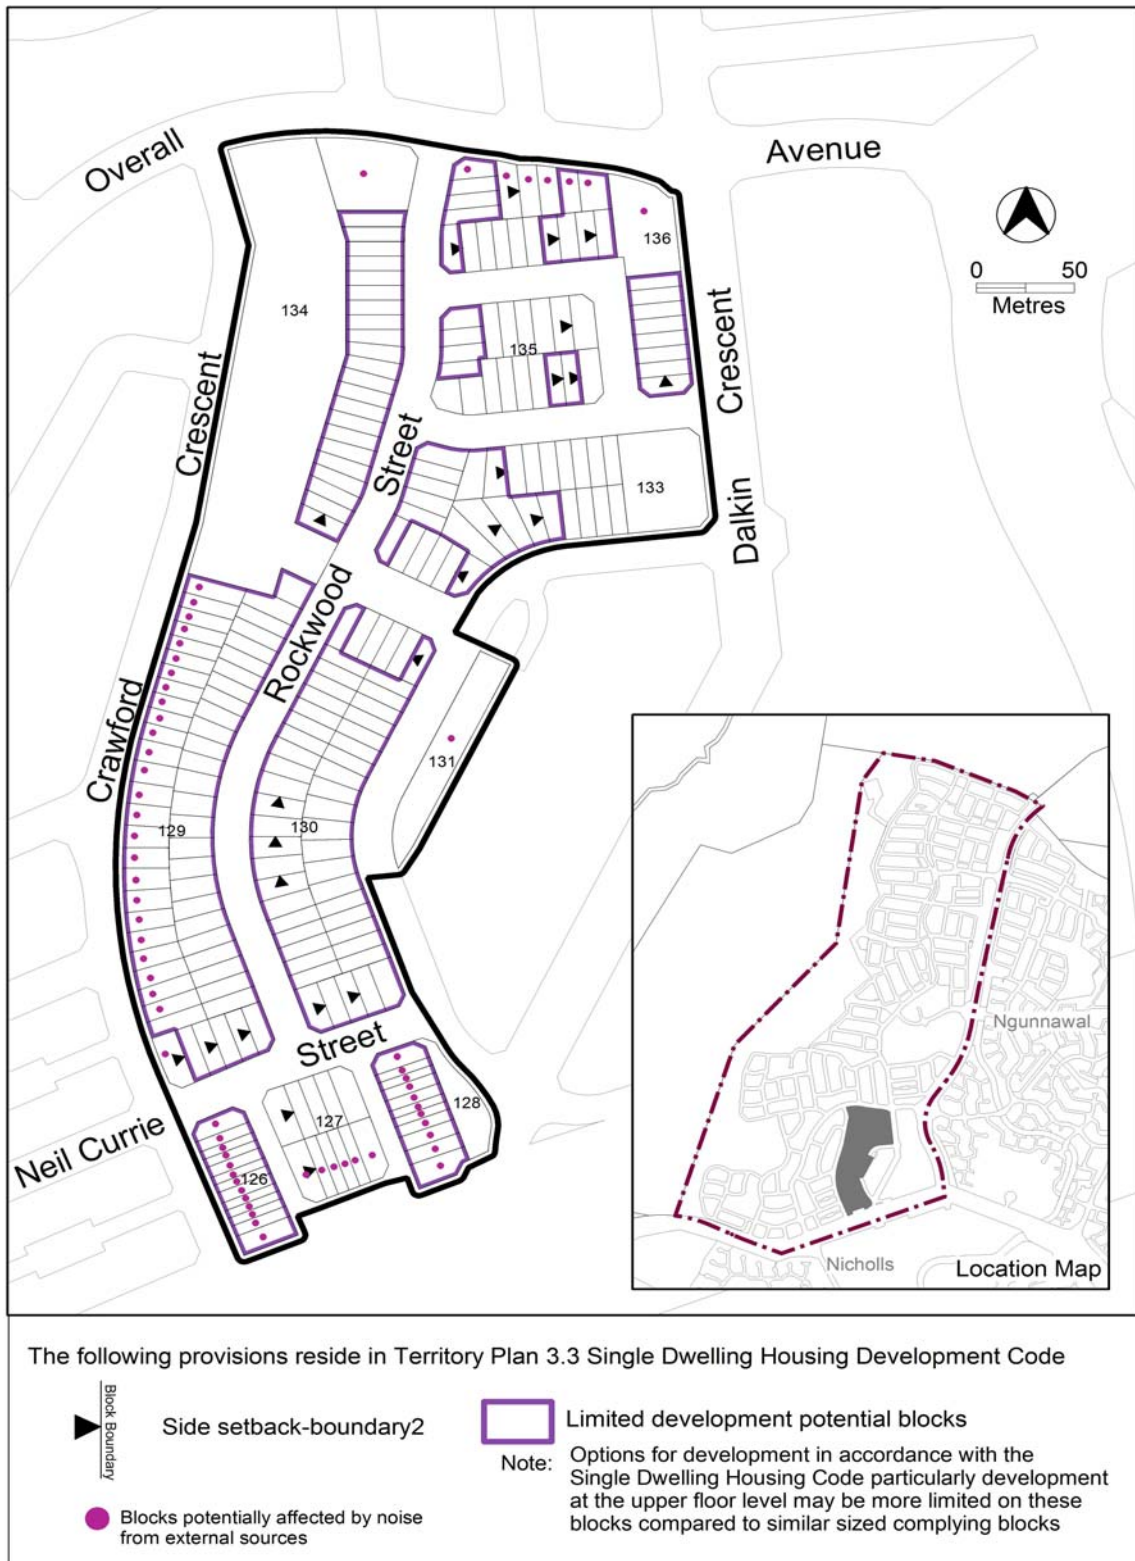 Overall
Avenue
136
0 50
Metres
134
135
Crescent
Crescent
Street
133
Dalkin
Rockwood
Crawford
131
129
130
Street
128
127
Neil Currie
126
Ngunnawal
Nicholls
Location Map
The following provisions reside in Territory Plan 3.3 Single Dwelling Housing Development Code
Block Boundary
Side setback-boundary2
Limited development potential blocks
Note: Options for development in accordance with the
Single Dwelling Housing Code particularly development
at the upper floor level may be more limited on these
blocks compared to similar sized complying blocks
Blocks potentially affected by noise
from external sources